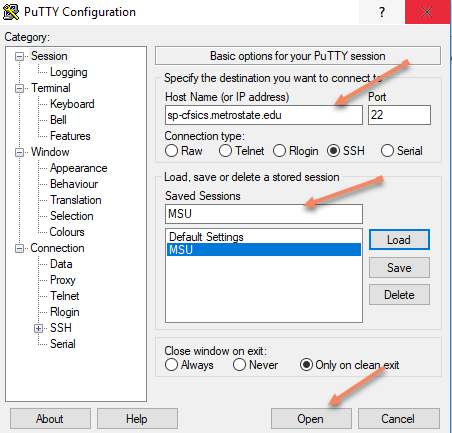 PuTTY Configuration
?
Category:
Session
Logging
Terminal
Keyboard
Bell
Features
Window
Appearance
Behaviour
Translation
Selection
Colours
Connection
Data
Proxy
Telnet
Rlogin
SSH
Serial
Basic options for your PuTTY session
Specify the destination you want to connect to
Host Name (or IP address) Port
sp-cfsics.metrostate.edu 22
Connection type:
Raw Telnet Rlogin SSH Serial
Load, save or delete a stored session
Saved Sessions
MSU
Default Settings
MSU
Load
Save
Delete
Close window on exit:
Always Never Only on clean exit
About Help Open Cancel